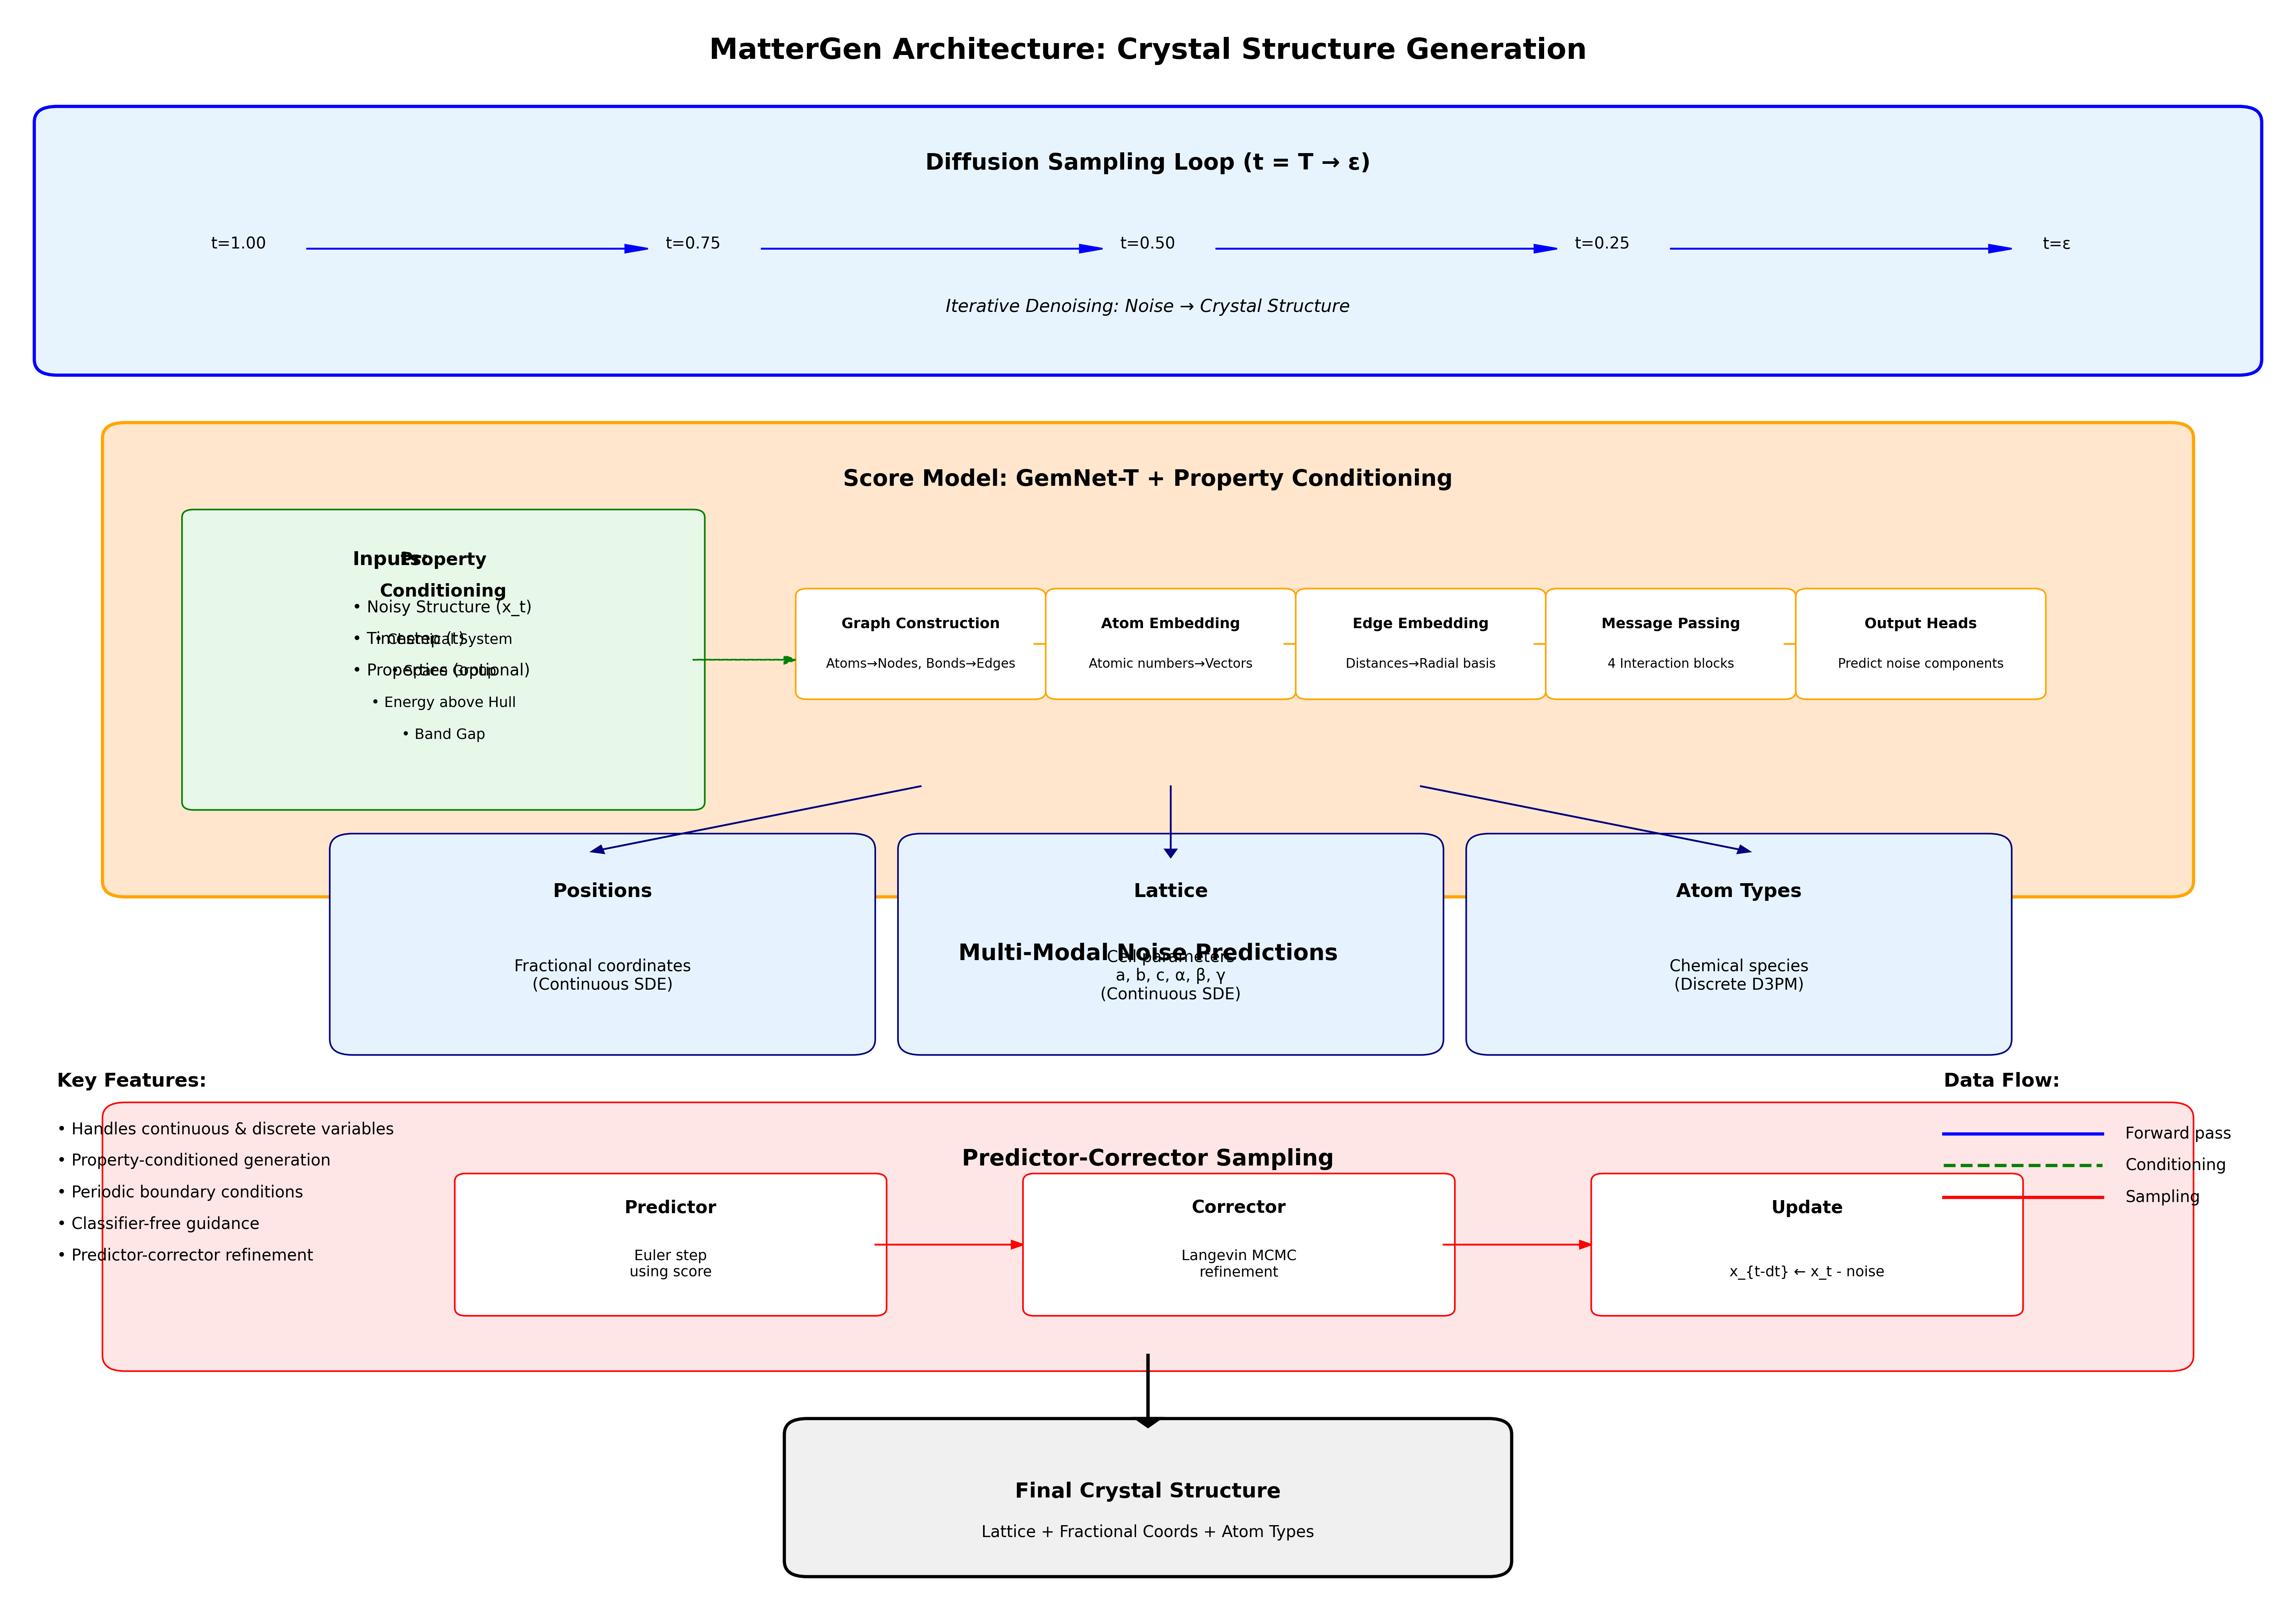 MatterGen Architecture: Crystal Structure Generation
Diffusion Sampling Loop (t = T → ε)
t=1.00
t=0.75
t=0.50
t=0.25
t=ε
Iterative Denoising: Noise → Crystal Structure
Score Model: GemNet-T + Property Conditioning
Inputs:
• Noisy Structure (x_t)
• Timestep (t)
• Properties (optional)
Property
Conditioning
• Chemical System
• Space Group
• Energy above Hull
• Band Gap
Graph Construction
Atoms→Nodes, Bonds→Edges
Atom Embedding
Atomic numbers→Vectors
Edge Embedding
Distances→Radial basis
Message Passing
4 Interaction blocks
Output Heads
Predict noise components
Multi-Modal Noise Predictions
Positions
Fractional coordinates
(Continuous SDE)
Lattice
Cell parameters
a, b, c, α, β, γ
(Continuous SDE)
Atom Types
Chemical species
(Discrete D3PM)
Key Features:
• Handles continuous & discrete variables
• Property-conditioned generation
• Periodic boundary conditions
• Classifier-free guidance
• Predictor-corrector refinement
Data Flow:
Forward pass
Conditioning
Sampling
Predictor-Corrector Sampling
Predictor
Euler step
using score
Corrector
Langevin MCMC
refinement
Update
x_{t-dt} ← x_t - noise
Final Crystal Structure
Lattice + Fractional Coords + Atom Types